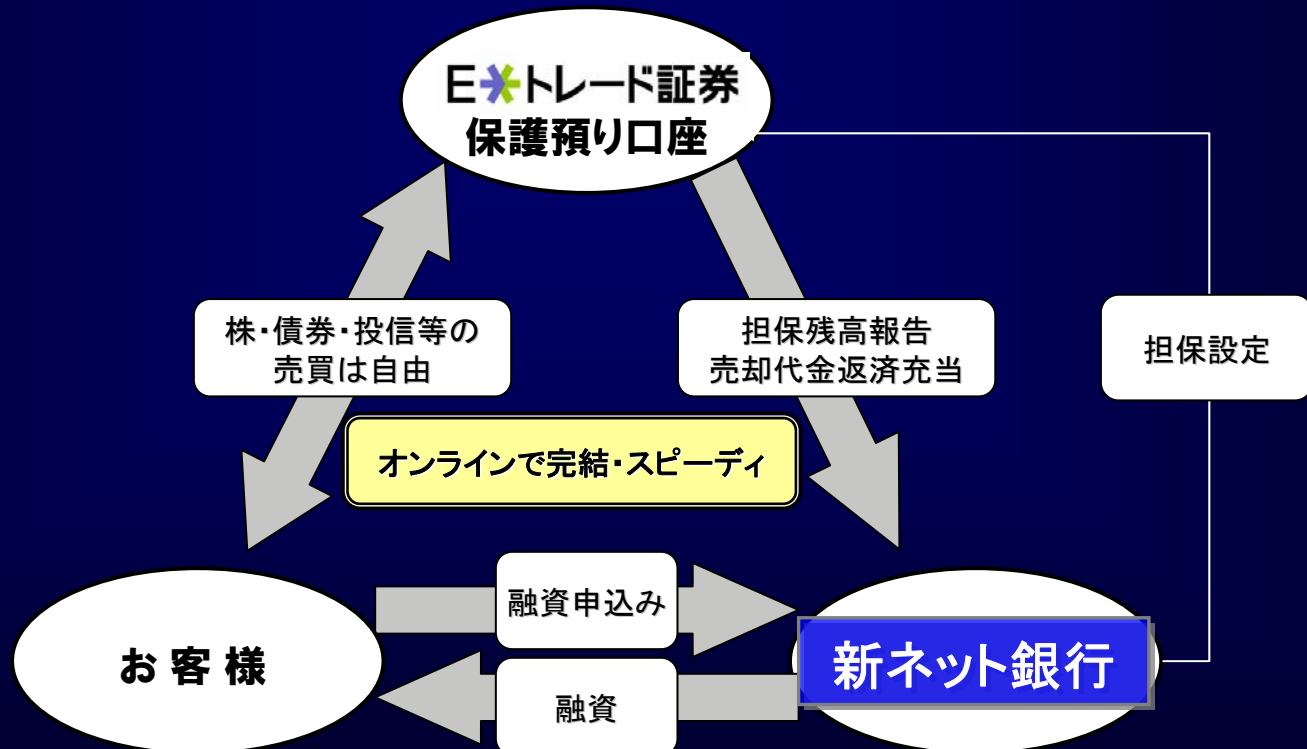 E*トレード証券
保護預り口座
株・債券・投信等の
売買は自由
担保残高報告
売却代金返済充当
担保設定
オンラインで完結・スピーディ
融資申込み
お客様
新ネット銀行
融資